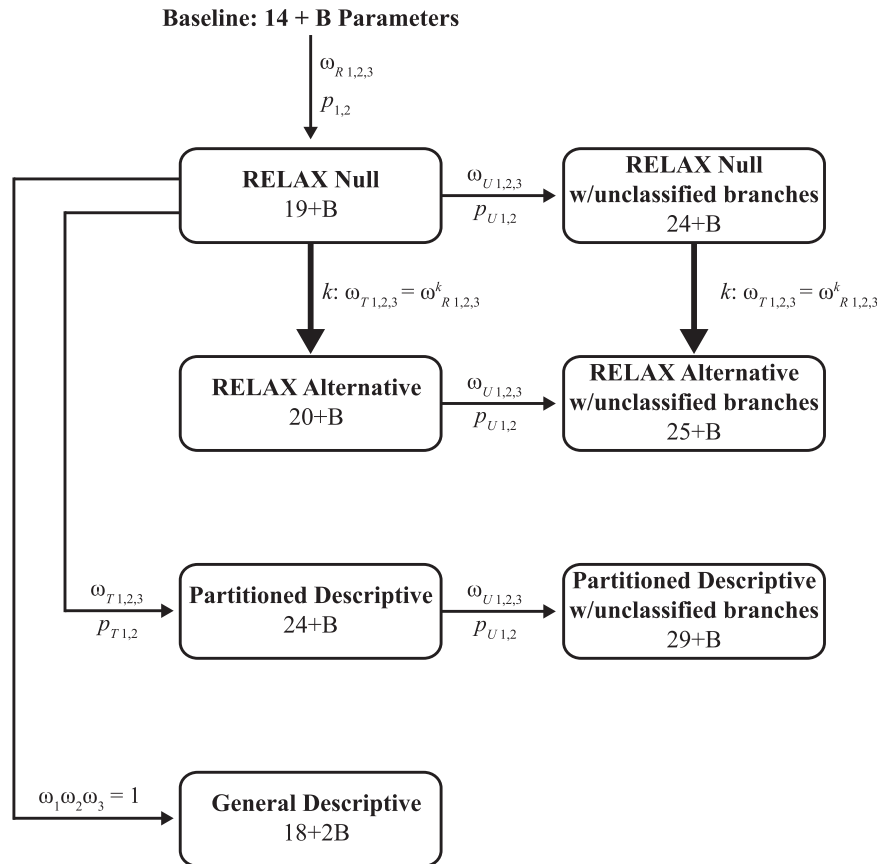 Baseline: 14 + B Parameters
ω_{R 1,2,3}
p_{1,2}
RELAX Null
19+B
ω_{U 1,2,3}
p_{U 1,2}
RELAX Null
w/unclassified branches
24+B
k: ω_{T 1,2,3} = ω^k_{R 1,2,3}
k: ω_{T 1,2,3} = ω^k_{R 1,2,3}
RELAX Alternative
20+B
ω_{U 1,2,3}
p_{U 1,2}
RELAX Alternative
w/unclassified branches
25+B
ω_{T 1,2,3}
p_{T 1,2}
Partitioned Descriptive
24+B
ω_{U 1,2,3}
p_{U 1,2}
Partitioned Descriptive
w/unclassified branches
29+B
ω₁ω₂ω₃ = 1
General Descriptive
18+2B